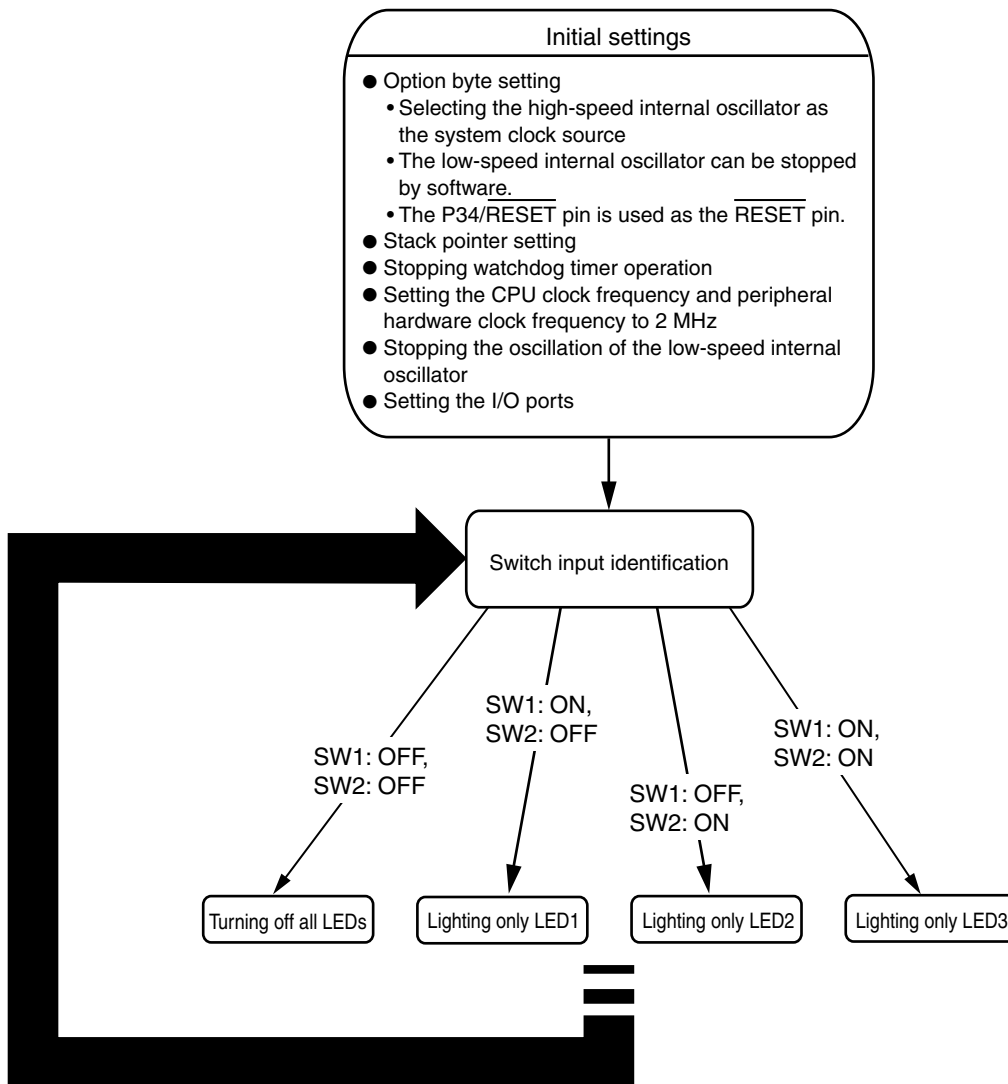 Initial settings
● Option byte setting
• Selecting the high-speed internal oscillator as
the system clock source
• The low-speed internal oscillator can be stopped
by software.
• The P34/RESET pin is used as the RESET pin.
● Stack pointer setting
● Stopping watchdog timer operation
● Setting the CPU clock frequency and peripheral
hardware clock frequency to 2 MHz
● Stopping the oscillation of the low-speed internal
oscillator
● Setting the I/O ports
Switch input identification
SW1: OFF,
SW2: OFF
SW1: ON,
SW2: OFF
SW1: OFF,
SW2: ON
SW1: ON,
SW2: ON
Turning off all LEDs
Lighting only LED1
Lighting only LED2
Lighting only LED3